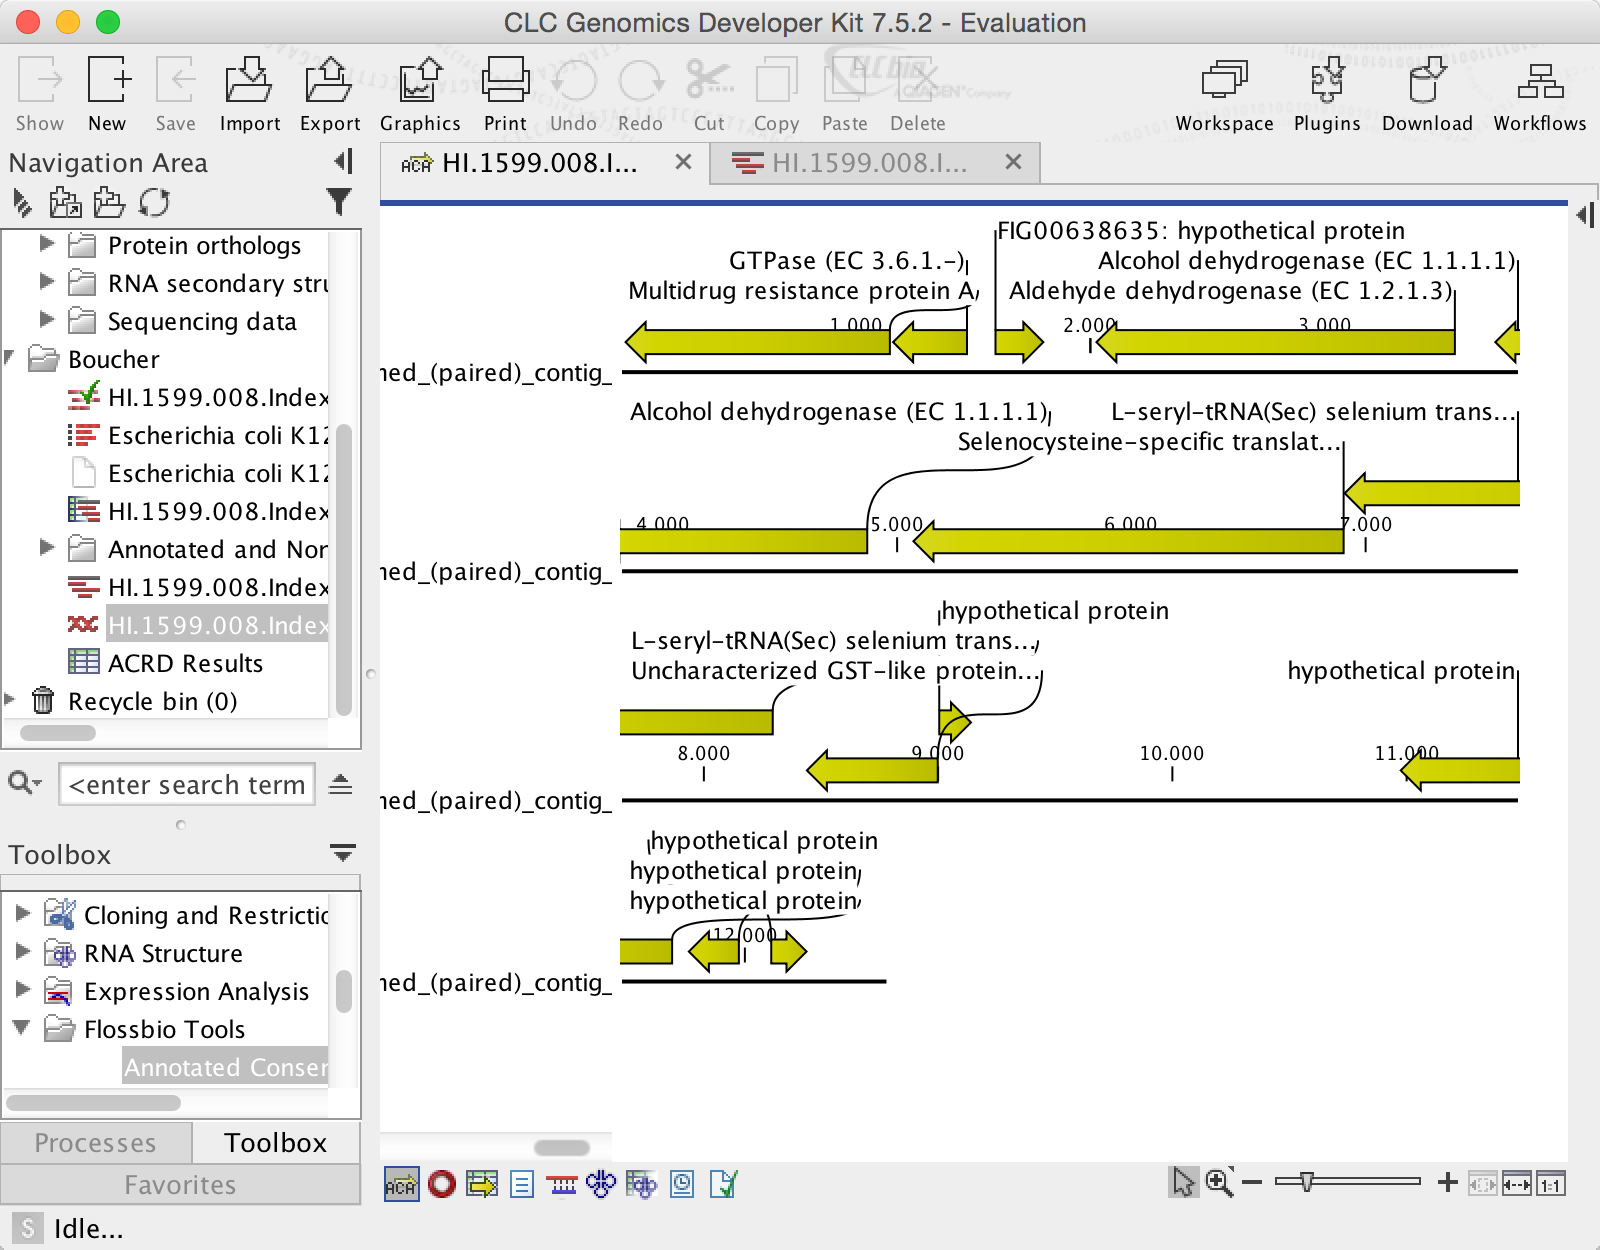 CLC Genomics Developer Kit 7.5.2 - Evaluation
Show New Save Import Export Graphics Print Undo Redo Cut Copy Paste Delete Workspace Plugins Download Workflows
Navigation Area
Protein orthologs
RNA secondary stru
Sequencing data
Boucher
HI.1599.008.Index
Escherichia coli K12
Escherichia coli K12
HI.1599.008.Index
Annotated and Nor
HI.1599.008.Index
HI.1599.008.Index
ACRD Results
Recycle bin (0)
<enter search term
Toolbox
Cloning and Restrictic
RNA Structure
Expression Analysis
Flossbio Tools
Annotated Conser
Processes Toolbox
Favorites
S Idle...
HI.1599.008.I... HI.1599.008.I...
FIG00638635: hypothetical protein
GTPase (EC 3.6.1.-) Alcohol dehydrogenase (EC 1.1.1.1)
Multidrug resistance protein A Aldehyde dehydrogenase (EC 1.2.1.3)
1.000 2.000 3.000
ned_(paired)_contig_
Alcohol dehydrogenase (EC 1.1.1.1) L-seryl-tRNA(Sec) selenium trans...
Selenocysteine-specific translat...
4.000 5.000 6.000 7.000
ned_(paired)_contig_
hypothetical protein
L-seryl-tRNA(Sec) selenium trans...
Uncharacterized GST-like protein... hypothetical protein
8.000 9.000 10.000 11.000
ned_(paired)_contig_
hypothetical protein
hypothetical protein
hypothetical protein
12.000
ned_(paired)_contig_
ACA
1:1